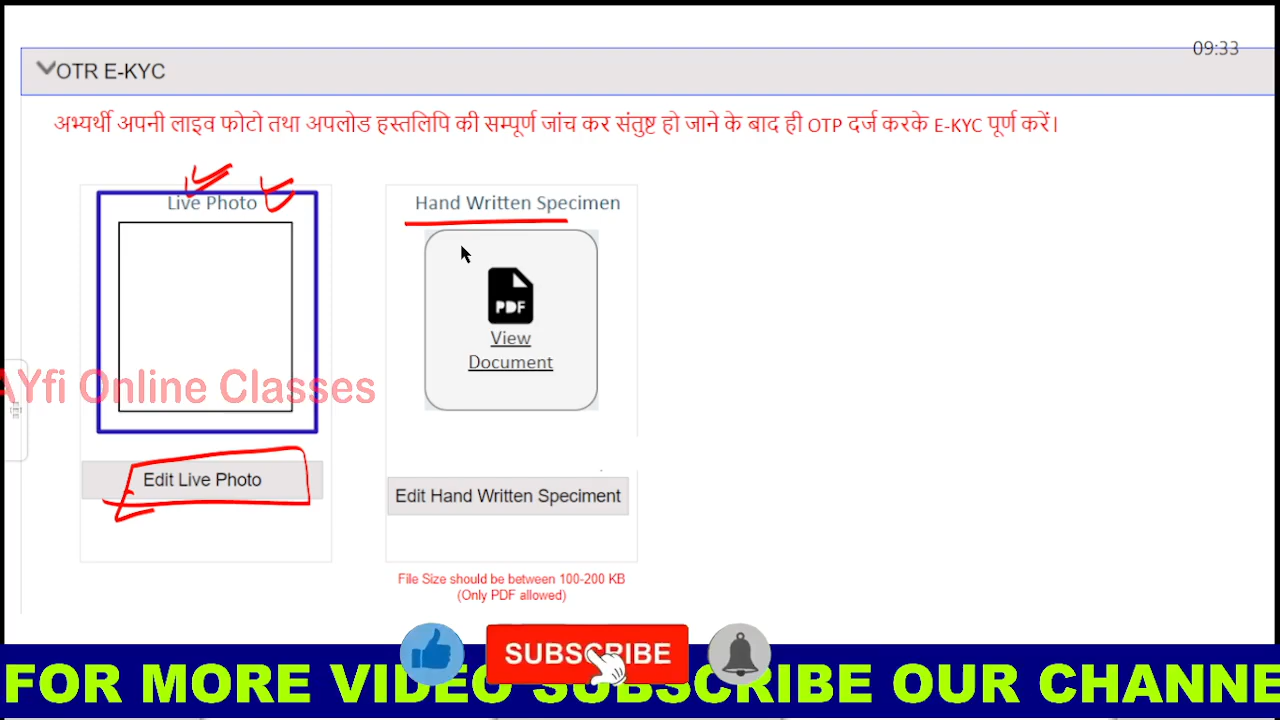 09:33
OTR E-KYC
अभ्यर्थी अपनी लाइव फोटो तथा अपलोड हस्तलिपि की सम्पूर्ण जांच कर संतुष्ट हो जाने के बाद ही OTP दर्ज करके E-KYC पूर्ण करें।
Live Photo
Hand Written Specimen
PDF
View
Document
AYfi Online Classes
Edit Live Photo
Edit Hand Written Speciment
File Size should be between 100-200 KB
(Only PDF allowed)
SUBSCRIBE
FOR MORE VIDEO SUBSCRIBE OUR CHANNE